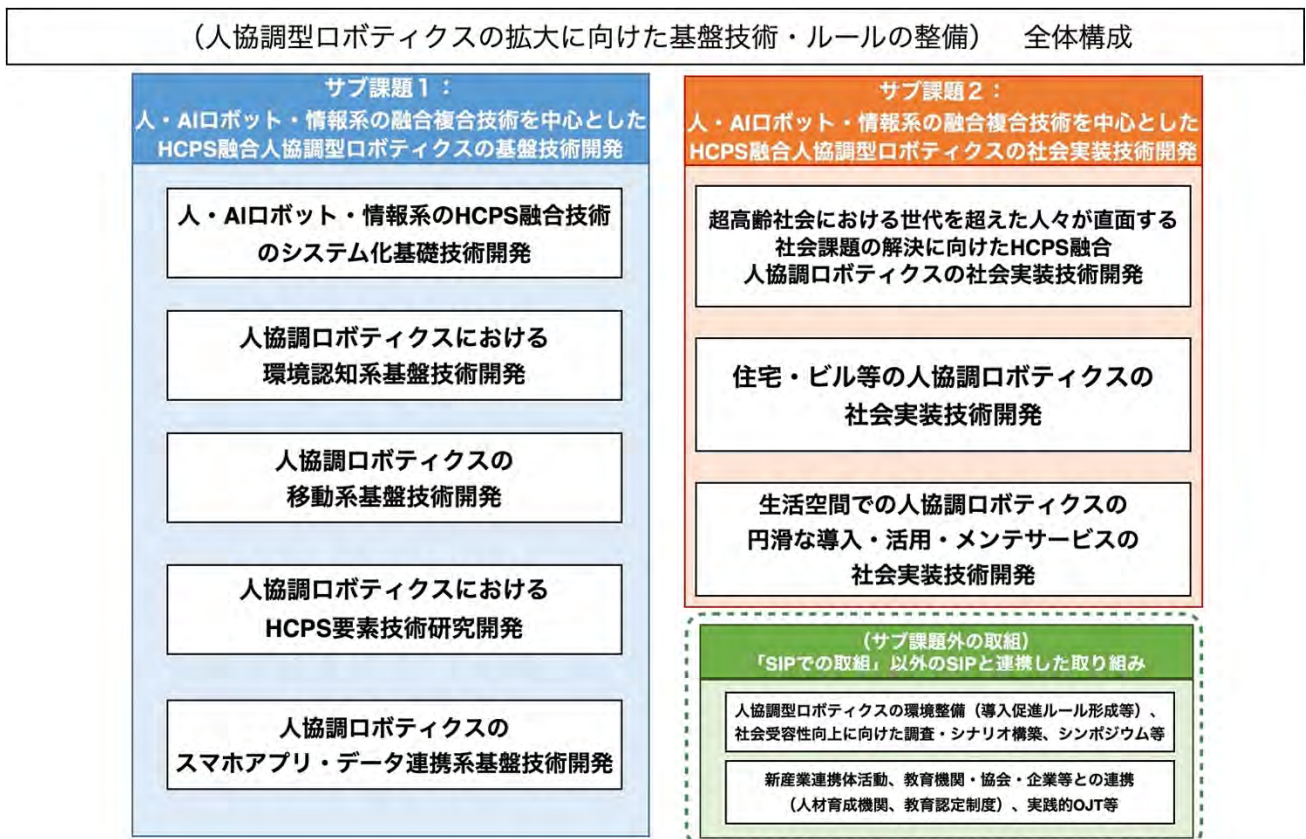 （人協調型ロボティクスの拡大に向けた基盤技術・ルールの整備）　全体構成
サブ課題１：
人・AIロボット・情報系の融合複合技術を中心とした
HCPS融合人協調型ロボティクスの基盤技術開発
人・AIロボット・情報系のHCPS融合技術
のシステム化基礎技術開発
人協調ロボティクスにおける
環境認知系基盤技術開発
人協調ロボティクスの
移動系基盤技術開発
人協調ロボティクスにおける
HCPS要素技術研究開発
人協調ロボティクスの
スマホアプリ・データ連携系基盤技術開発
サブ課題２：
人・AIロボット・情報系の融合複合技術を中心とした
HCPS融合人協調型ロボティクスの社会実装技術開発
超高齢社会における世代を超えた人々が直面する
社会課題の解決に向けたHCPS融合
人協調ロボティクスの社会実装技術開発
住宅・ビル等の人協調ロボティクスの
社会実装技術開発
生活空間での人協調ロボティクスの
円滑な導入・活用・メンテサービスの
社会実装技術開発
（サブ課題外の取組）
「SIPでの取組」以外のSIPと連携した取り組み
人協調型ロボティクスの環境整備（導入促進ルール形成等）、
社会受容性向上に向けた調査・シナリオ構築、シンポジウム等
新産業連携体活動、教育機関・協会・企業等との連携
（人材育成機関、教育認定制度）、実践的OJT等